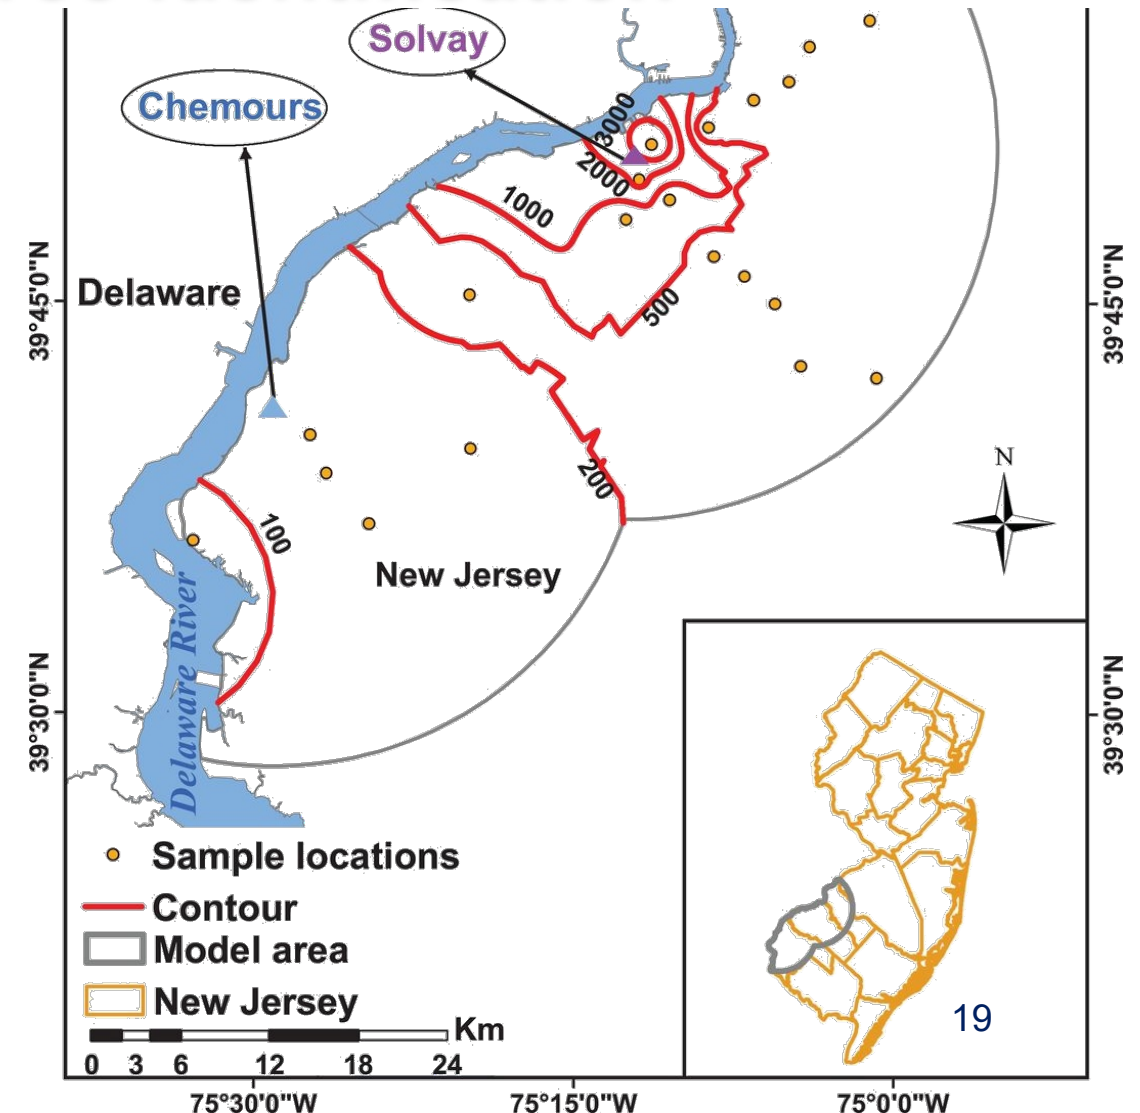 Solvay
Chemours
3000
2000
1000
500
200
100
Delaware
New Jersey
Delaware River
N
39°45'0"N
39°45'0"N
39°30'0"N
39°30'0"N
Sample locations
Contour
Model area
New Jersey
Km
0 3 6 12 18 24
19
75°30'0"W 75°15'0"W 75°0'0"W